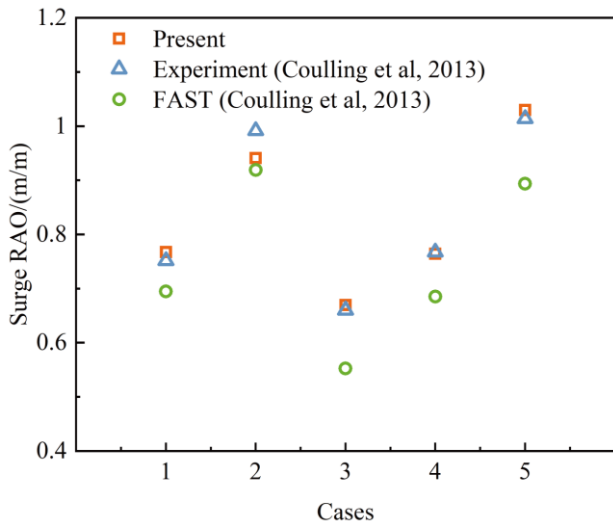 1.2
Present
Experiment (Coulling et al, 2013)
FAST (Coulling et al, 2013)
1
0.8
0.6
0.4
Surge RAO/(m/m)
1 2 3 4 5
Cases